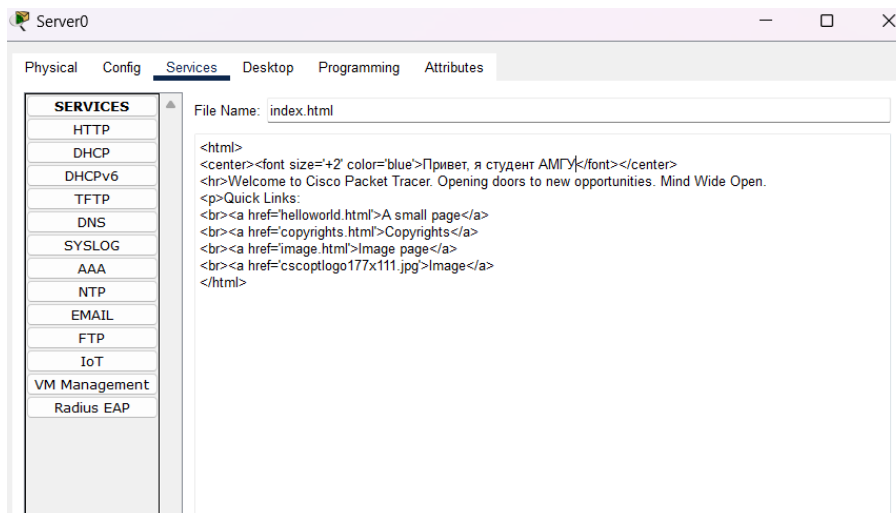 Server0
Physical Config Services Desktop Programming Attributes
SERVICES
HTTP
DHCP
DHCPv6
TFTP
DNS
SYSLOG
AAA
NTP
EMAIL
FTP
IoT
VM Management
Radius EAP
File Name: index.html
<html>
<center><font size='+2' color='blue'>Привет, я студент АМГУ</font></center>
<hr>Welcome to Cisco Packet Tracer. Opening doors to new opportunities. Mind Wide Open.
<p>Quick Links:
<br><a href='helloworld.html'>A small page</a>
<br><a href='copyrights.html'>Copyrights</a>
<br><a href='image.html'>Image page</a>
<br><a href='cscoptlogo177x111.jpg'>Image</a>
</html>